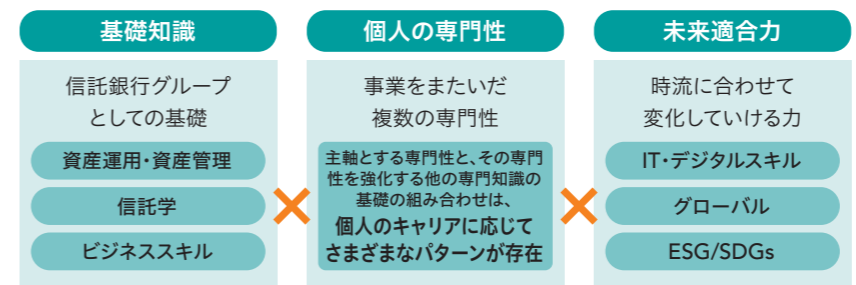 基礎知識
信託銀行グループ
としての基礎
資産運用・資産管理
信託学
ビジネススキル
×
個人の専門性
事業をまたいだ
複数の専門性
主軸とする専門性と、その専門
性を強化する他の専門知識の
基礎の組み合わせは、
個人のキャリアに応じて
さまざまなパターンが存在
×
未来適合力
時流に合わせて
変化していける力
IT・デジタルスキル
グローバル
ESG/SDGs